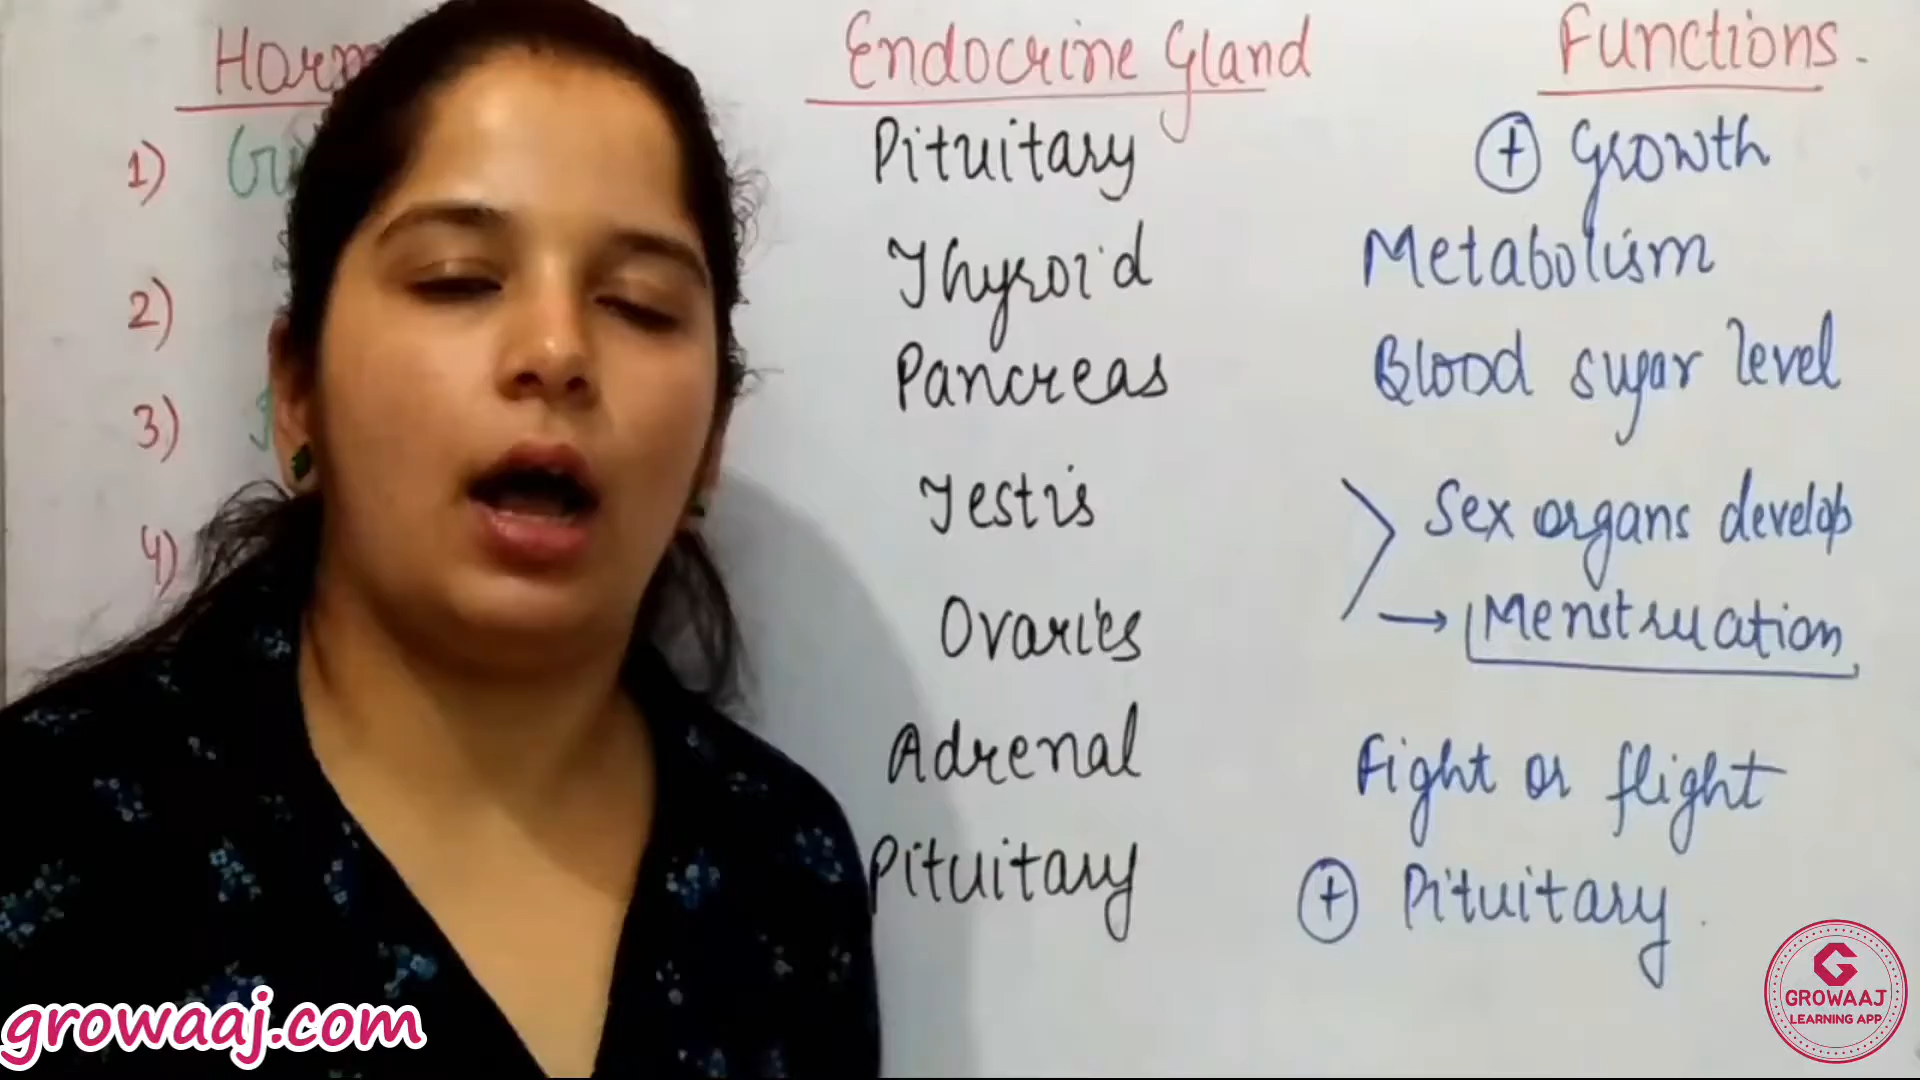 Endocrine Gland Functions.
1) Pituitary + Growth
2) Thyroid Metabolism
3) Pancreas Blood sugar level
4) Testis Sex organs develop
Ovaries → Menstruation
Adrenal Fight or flight
Pituitary + Pituitary.
growaaj.com
G
GROWAAJ
LEARNING APP